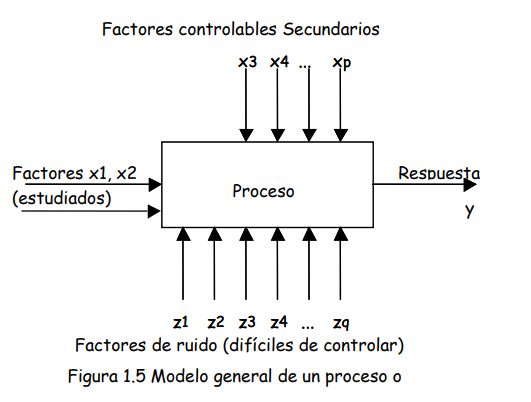 Factores controlables Secundarios
x3 x4 ... xp
Factores x1, x2
(estudiados)
Proceso
Respuesta
y
z1 z2 z3 z4 ... zq
Factores de ruido (difíciles de controlar)
Figura 1.5 Modelo general de un proceso o